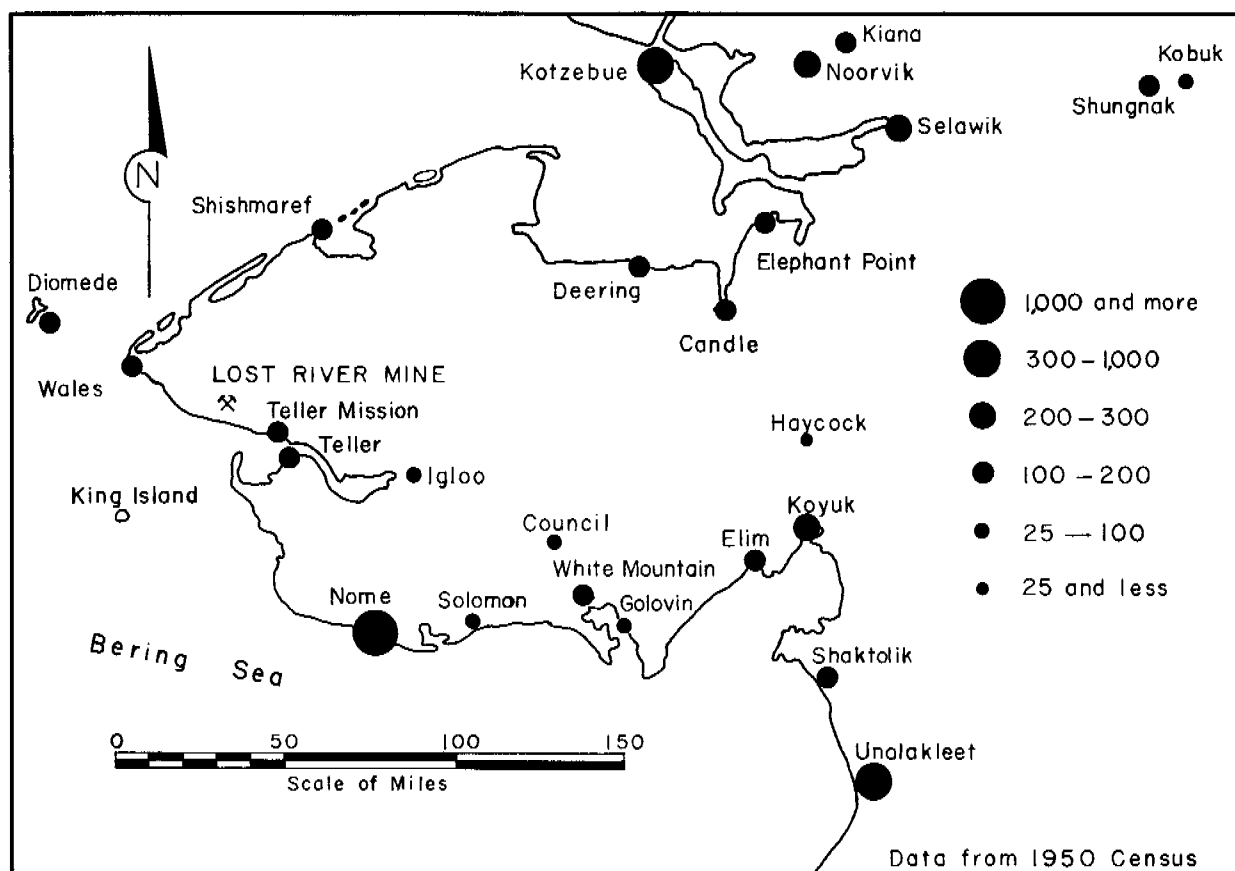 Kiana
Kobuk
Kotzebue
Noorvik
Shungnak
Selawik
N
Shishmaref
Diomede
Elephant Point
Deering
1,000 and more
Candle
300-1,000
Wales
LOST RIVER MINE
Teller Mission
200-300
Haycock
Teller
Igloo
100-200
King Island
Koyuk
Council
Elim
25-100
White Mountain
25 and less
Nome
Solomon
Golovin
Bering Sea
Shaktolik
0 50 100 150
Scale of Miles
Unalakleet
Data from 1950 Census